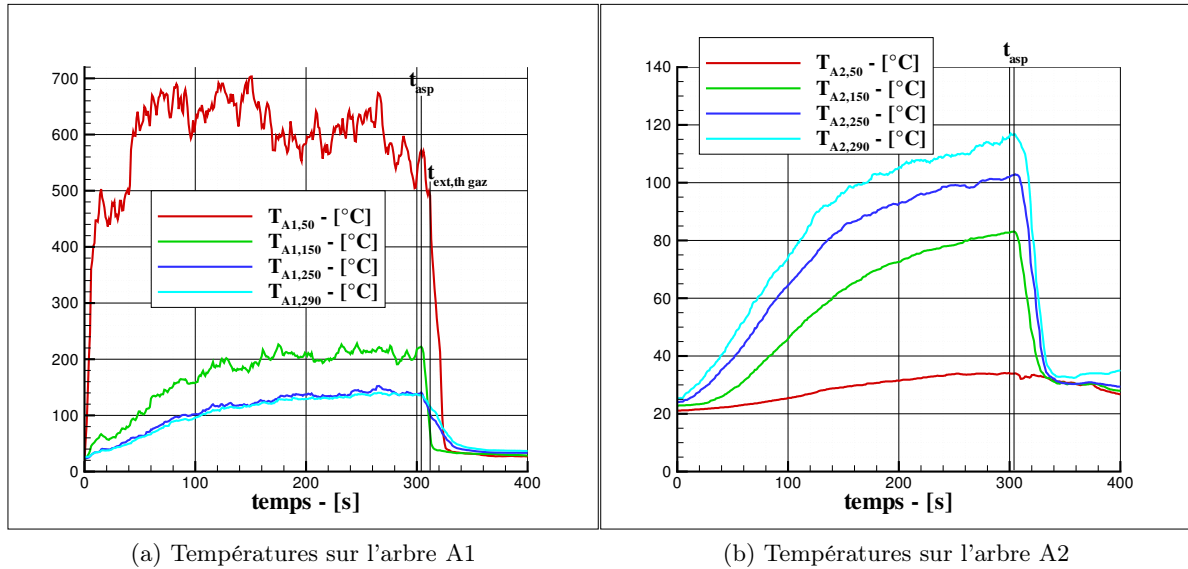 700
600
500
400
300
200
100
0
t_asp
t_ext,th gaz
T_A1,50 - [°C]
T_A1,150 - [°C]
T_A1,250 - [°C]
T_A1,290 - [°C]
0 100 200 300 400
temps - [s]
(a) Températures sur l'arbre A1
140
120
100
80
60
40
20
0
t_asp
T_A2,50 - [°C]
T_A2,150 - [°C]
T_A2,250 - [°C]
T_A2,290 - [°C]
0 100 200 300 400
temps - [s]
(b) Températures sur l'arbre A2